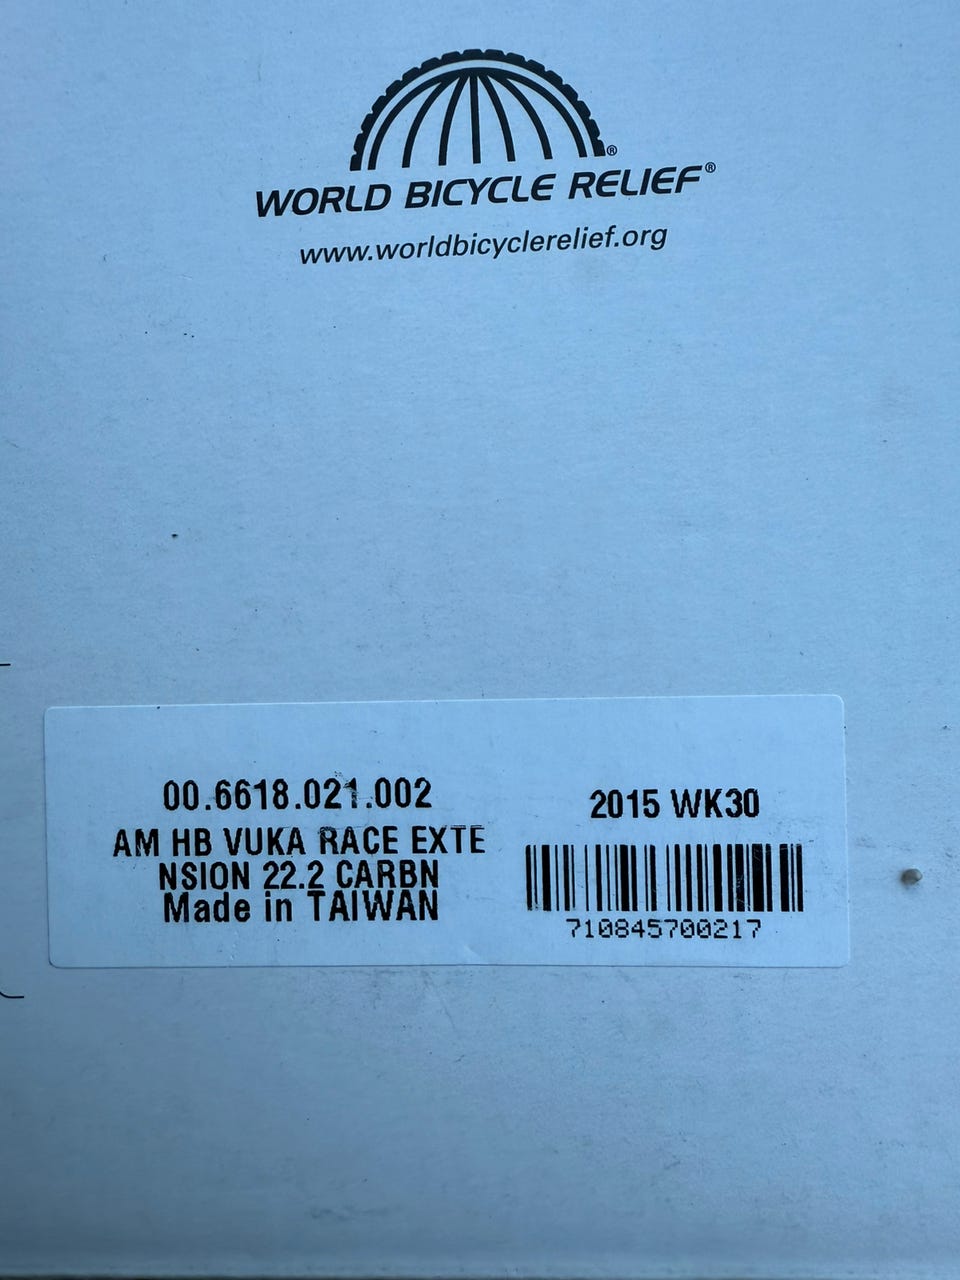 WORLD BICYCLE RELIEF®
www.worldbicyclerelief.org
00.6618.021.002
AM HB VUKA RACE EXTE
NSION 22.2 CARBN
Made in TAIWAN
2015 WK30
710845700217